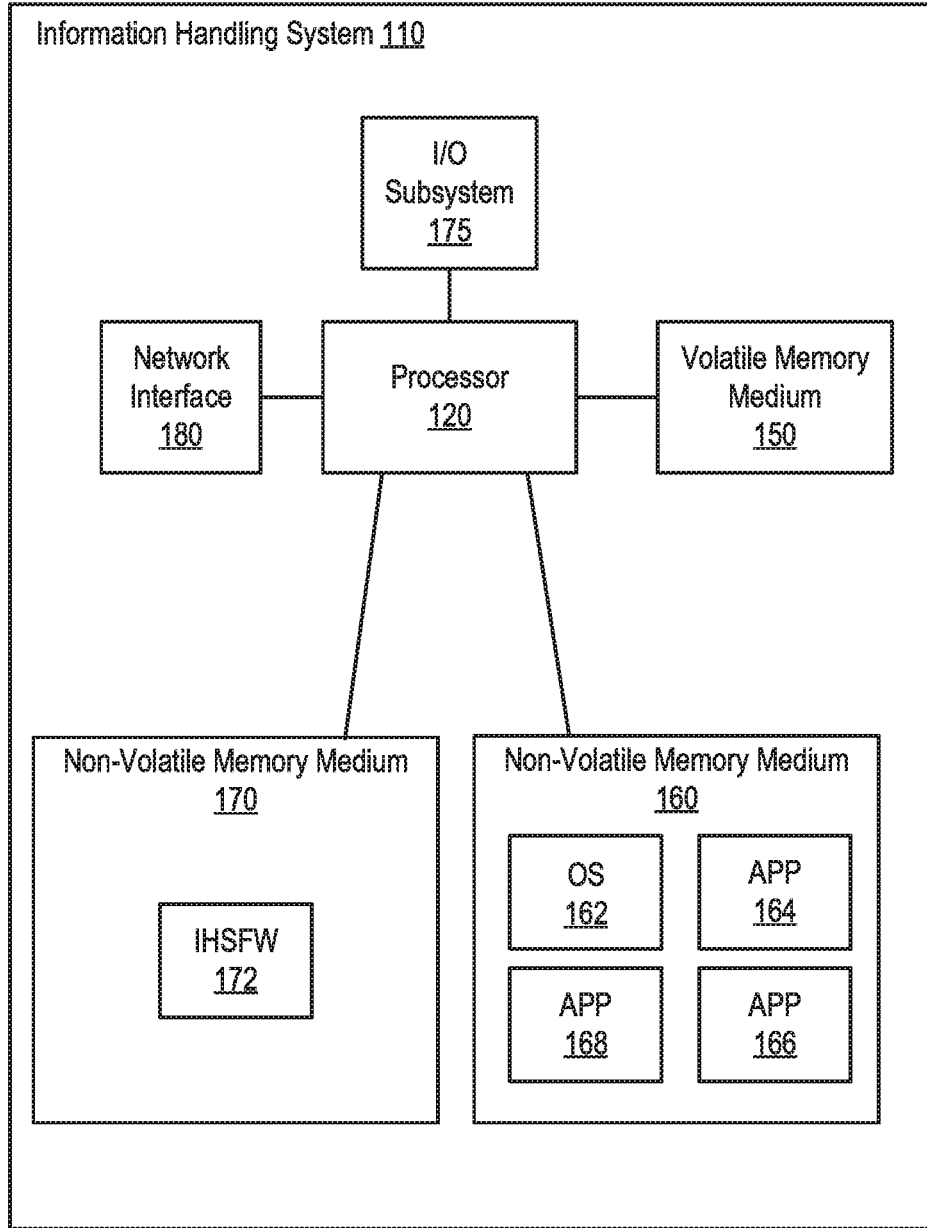 Information Handling System 110
I/O
Subsystem
175
Network
Interface
180
Processor
120
Volatile Memory
Medium
150
Non-Volatile Memory Medium
170
IHSFW
172
Non-Volatile Memory Medium
160
OS
162
APP
164
APP
168
APP
166